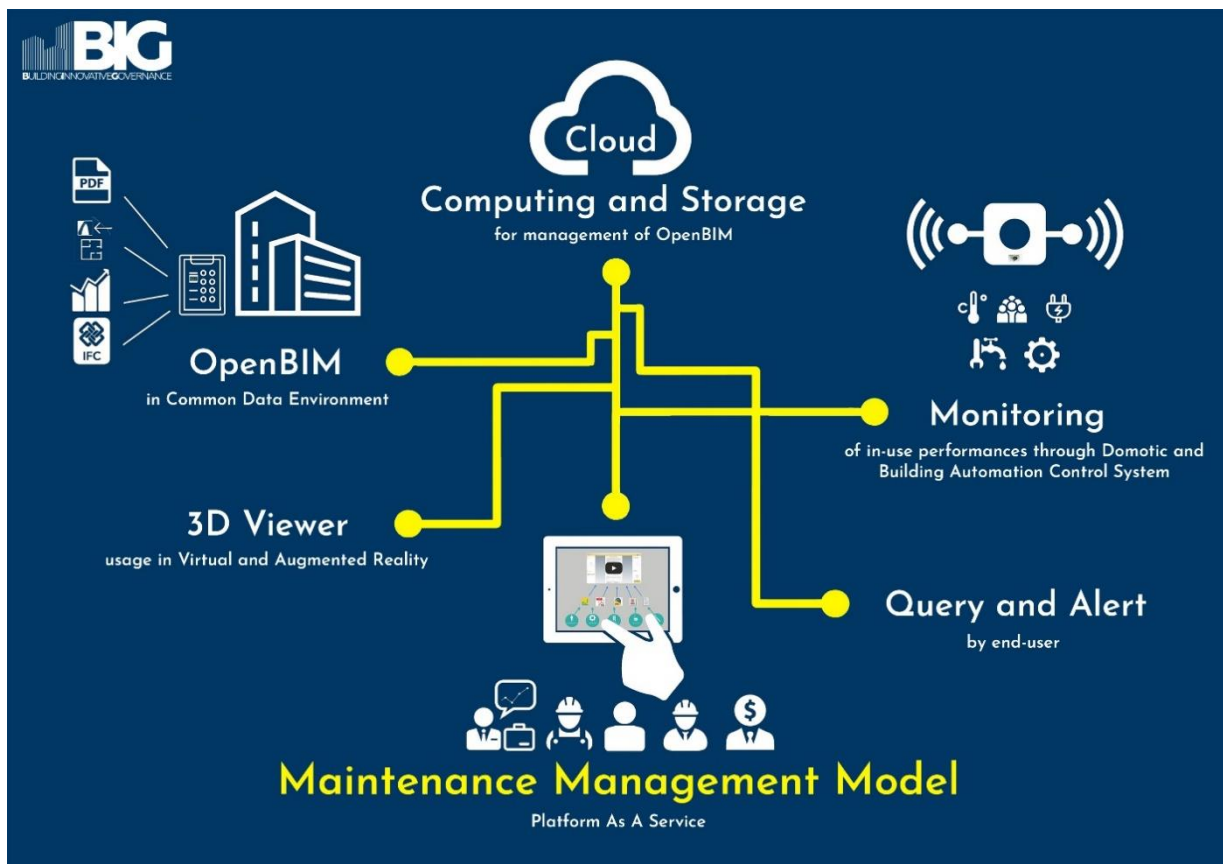 BIG
BUILDINGINNOVATIVEGOVERNANCE
Cloud
Computing and Storage
for management of OpenBIM
PDF
IFC
OpenBIM
in Common Data Environment
C°
Monitoring
of in-use performances through Domotic and
Building Automation Control System
3D Viewer
usage in Virtual and Augmented Reality
Query and Alert
by end-user
$
Maintenance Management Model
Platform As A Service